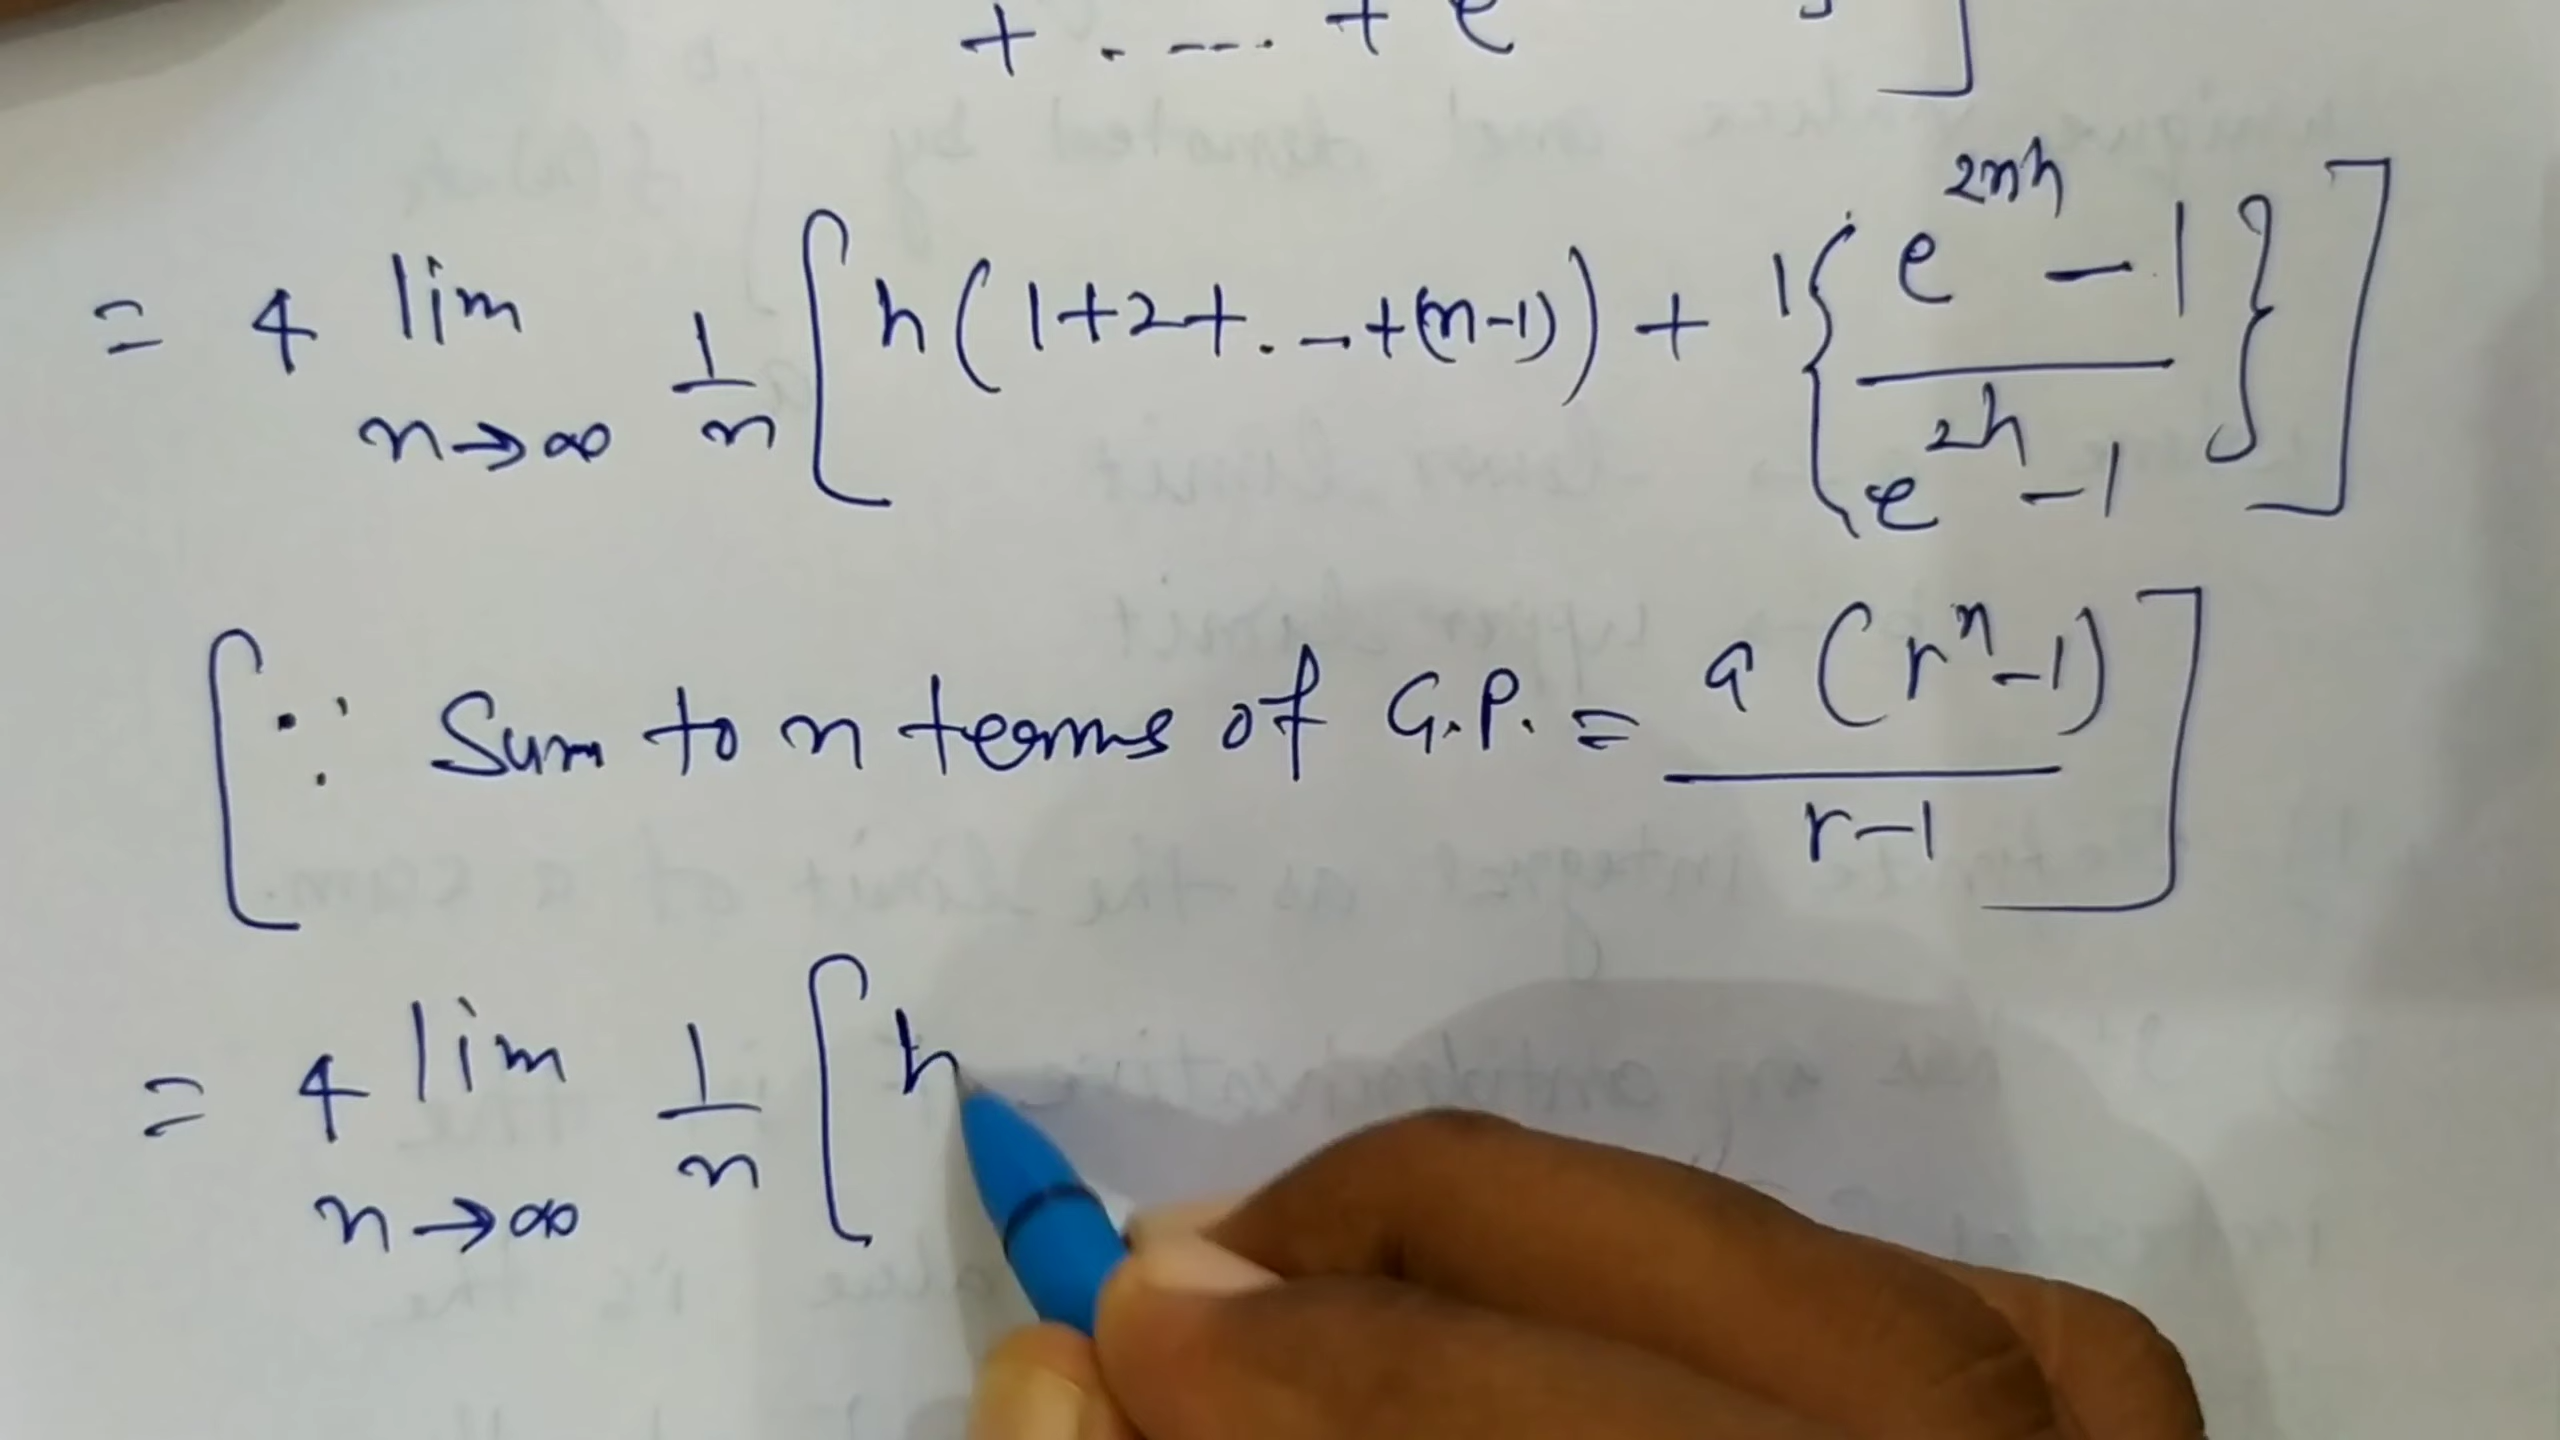 + . ---- + e ]
= 4 lim n→∞ 1/n [ h ( 1+2+. --- +(n-1) ) + 1 { e^2nh - 1 / e^2h - 1 } ]
[ ∵ Sum to n terms of G.P. = a ( r^n - 1 ) / r-1 ]
= 4 lim n→∞ 1/n [ h